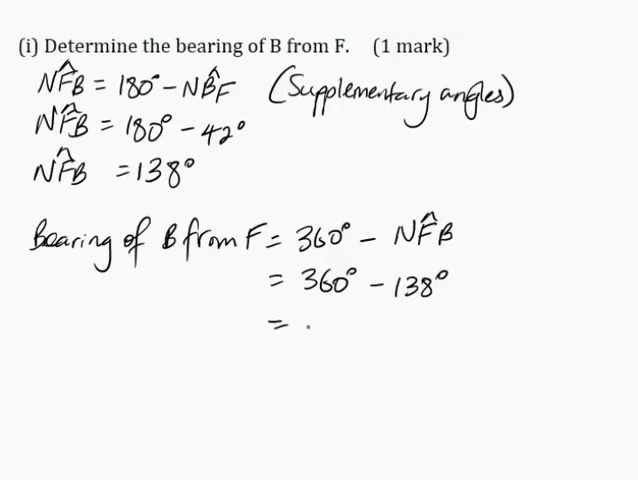 (i) Determine the bearing of B from F. (1 mark)
NF̂B = 180° - NB̂F (Supplementary angles)
NF̂B = 180° - 42°
NF̂B = 138°
Bearing of B from F = 360° - NF̂B
= 360° - 138°
=